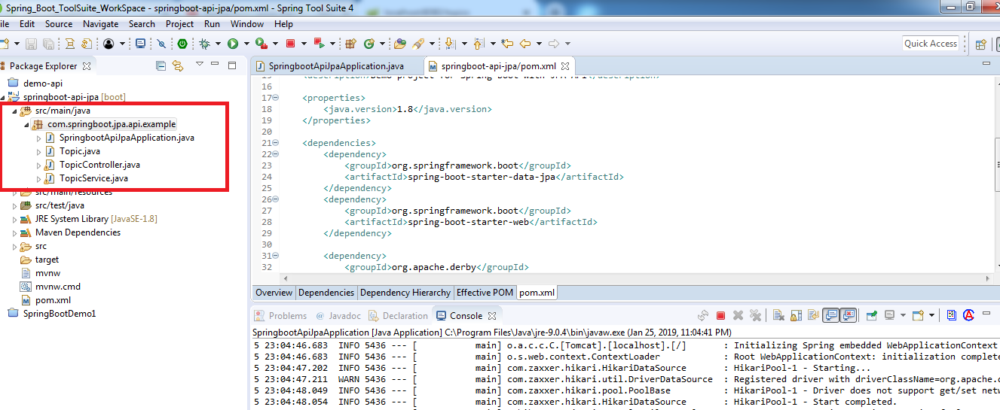 Spring_Boot_ToolSuite_WorkSpace - springboot-api-jpa/pom.xml - Spring Tool Suite 4
ile Edit Source Navigate Search Project Run Window Help
Quick Access
Package Explorer
demo-api
springboot-api-jpa [boot]
src/main/java
com.springboot.jpa.api.example
SpringbootApiJpaApplication.java
Topic.java
TopicController.java
TopicService.java
src/main/resources
src/test/java
JRE System Library [JavaSE-1.8]
Maven Dependencies
src
target
mvnw
mvnw.cmd
pom.xml
SpringBootDemo1
SpringbootApiJpaApplication.java springboot-api-jpa/pom.xml
15 <description>Demo project for Spring Boot with JPA API</description>
16
17 <properties>
18 <java.version>1.8</java.version>
19 </properties>
20
21 <dependencies>
22 <dependency>
23 <groupId>org.springframework.boot</groupId>
24 <artifactId>spring-boot-starter-data-jpa</artifactId>
25 </dependency>
26 <dependency>
27 <groupId>org.springframework.boot</groupId>
28 <artifactId>spring-boot-starter-web</artifactId>
29 </dependency>
30
31 <dependency>
32 <groupId>org.apache.derby</groupId>
Overview Dependencies Dependency Hierarchy Effective POM pom.xml
Problems @ Javadoc Declaration Console
SpringbootApiJpaApplication [Java Application] C:\Program Files\Java\jre-9.0.4\bin\javaw.exe (Jan 25, 2019, 11:04:41 PM)
5 23:04:46.683 INFO 5436 --- [ main] o.a.c.c.C.[Tomcat].[localhost].[/] : Initializing Spring embedded WebApplicationContext
5 23:04:46.683 INFO 5436 --- [ main] o.s.web.context.ContextLoader : Root WebApplicationContext: initialization complete
5 23:04:47.202 INFO 5436 --- [ main] com.zaxxer.hikari.HikariDataSource : HikariPool-1 - Starting...
5 23:04:47.211 WARN 5436 --- [ main] com.zaxxer.hikari.util.DriverDataSource : Registered driver with driverClassName=org.apache.d
5 23:04:48.049 INFO 5436 --- [ main] com.zaxxer.hikari.pool.PoolBase : HikariPool-1 - Driver does not support get/set netw
5 23:04:48.054 INFO 5436 --- [ main] com.zaxxer.hikari.HikariDataSource : HikariPool-1 - Start completed.